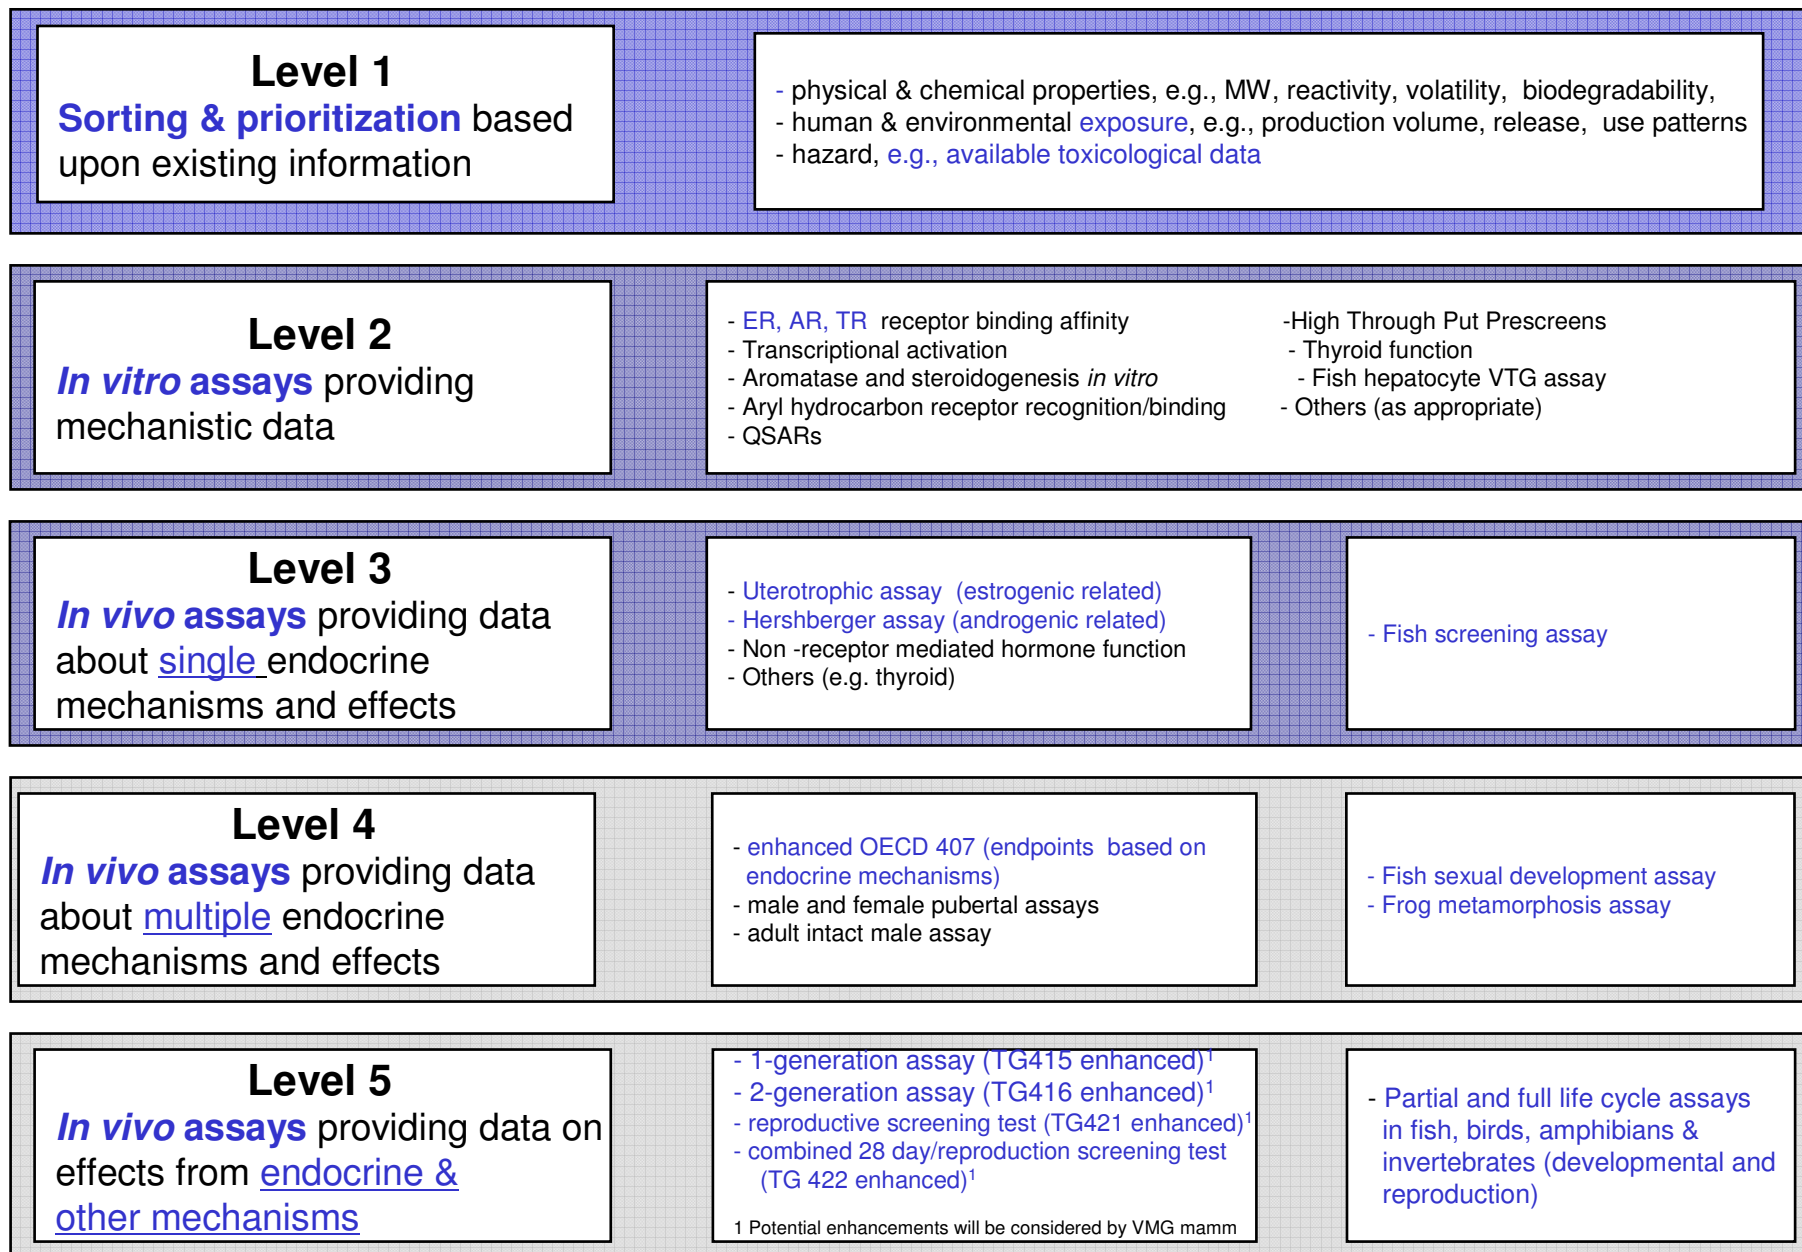 Level 1
Sorting & prioritization based
upon existing information
- physical & chemical properties, e.g., MW, reactivity, volatility, biodegradability,
- human & environmental exposure, e.g., production volume, release, use patterns
- hazard, e.g., available toxicological data
Level 2
In vitro assays providing
mechanistic data
- ER, AR, TR receptor binding affinity
- Transcriptional activation
- Aromatase and steroidogenesis in vitro
- Aryl hydrocarbon receptor recognition/binding
- QSARs
-High Through Put Prescreens
- Thyroid function
- Fish hepatocyte VTG assay
- Others (as appropriate)
Level 3
In vivo assays providing data
about single endocrine
mechanisms and effects
- Uterotrophic assay (estrogenic related)
- Hershberger assay (androgenic related)
- Non -receptor mediated hormone function
- Others (e.g. thyroid)
- Fish screening assay
Level 4
In vivo assays providing data
about multiple endocrine
mechanisms and effects
- enhanced OECD 407 (endpoints based on
endocrine mechanisms)
- male and female pubertal assays
- adult intact male assay
- Fish sexual development assay
- Frog metamorphosis assay
Level 5
In vivo assays providing data on
effects from endocrine &
other mechanisms
- 1-generation assay (TG415 enhanced)¹
- 2-generation assay (TG416 enhanced)¹
- reproductive screening test (TG421 enhanced)¹
- combined 28 day/reproduction screening test
(TG 422 enhanced)¹
1 Potential enhancements will be considered by VMG mamm
- Partial and full life cycle assays
in fish, birds, amphibians &
invertebrates (developmental and
reproduction)